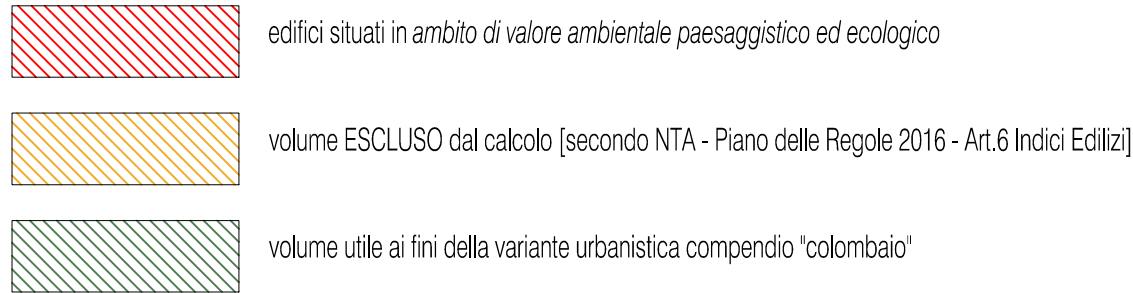 edifici situati in ambito di valore ambientale paesaggistico ed ecologico
volume ESCLUSO dal calcolo [secondo NTA - Piano delle Regole 2016 - Art.6 Indici Edilizi]
volume utile ai fini della variante urbanistica compendio "colombaio"